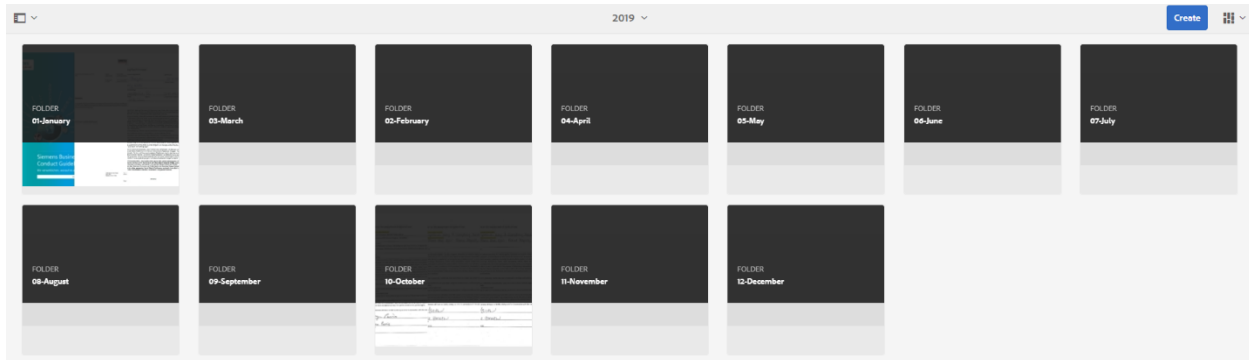 2019
Create
FOLDER
01-January
Siemens Busine
Conduct Guide
FOLDER
03-March
FOLDER
02-February
FOLDER
04-April
FOLDER
05-May
FOLDER
06-June
FOLDER
07-July
FOLDER
08-August
FOLDER
09-September
FOLDER
10-October
FOLDER
11-November
FOLDER
12-December